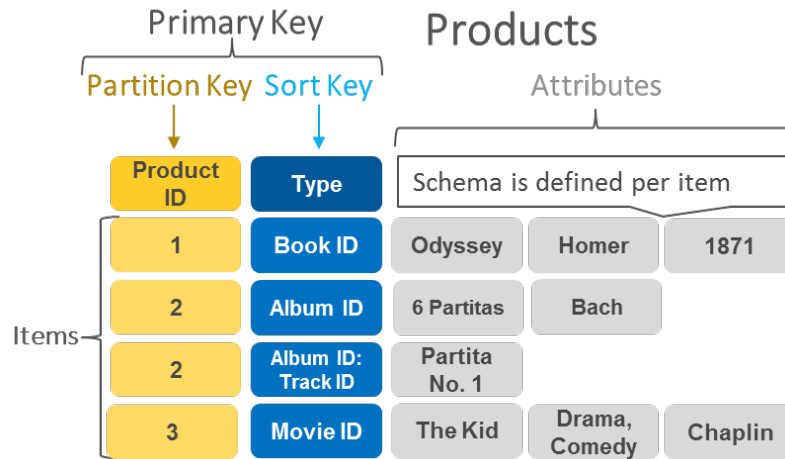 Primary Key
Products
Partition Key
Sort Key
Attributes
Product
ID
Type
Schema is defined per item
Items
1
Book ID
Odyssey
Homer
1871
2
Album ID
6 Partitas
Bach
2
Album ID:
Track ID
Partita
No. 1
3
Movie ID
The Kid
Drama,
Comedy
Chaplin